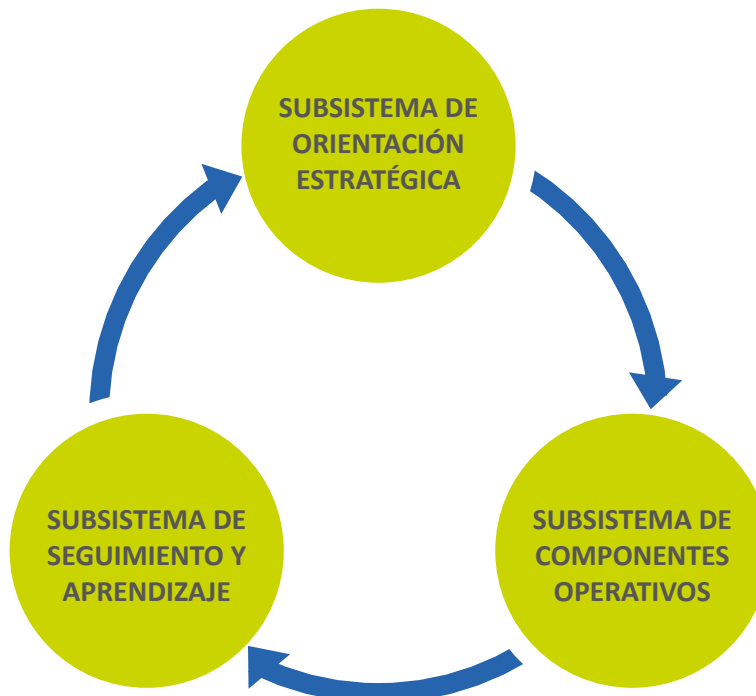 SUBSISTEMA DE
ORIENTACIÓN
ESTRATÉGICA
SUBSISTEMA DE
SEGUIMIENTO Y
APRENDIZAJE
SUBSISTEMA DE
COMPONENTES
OPERATIVOS